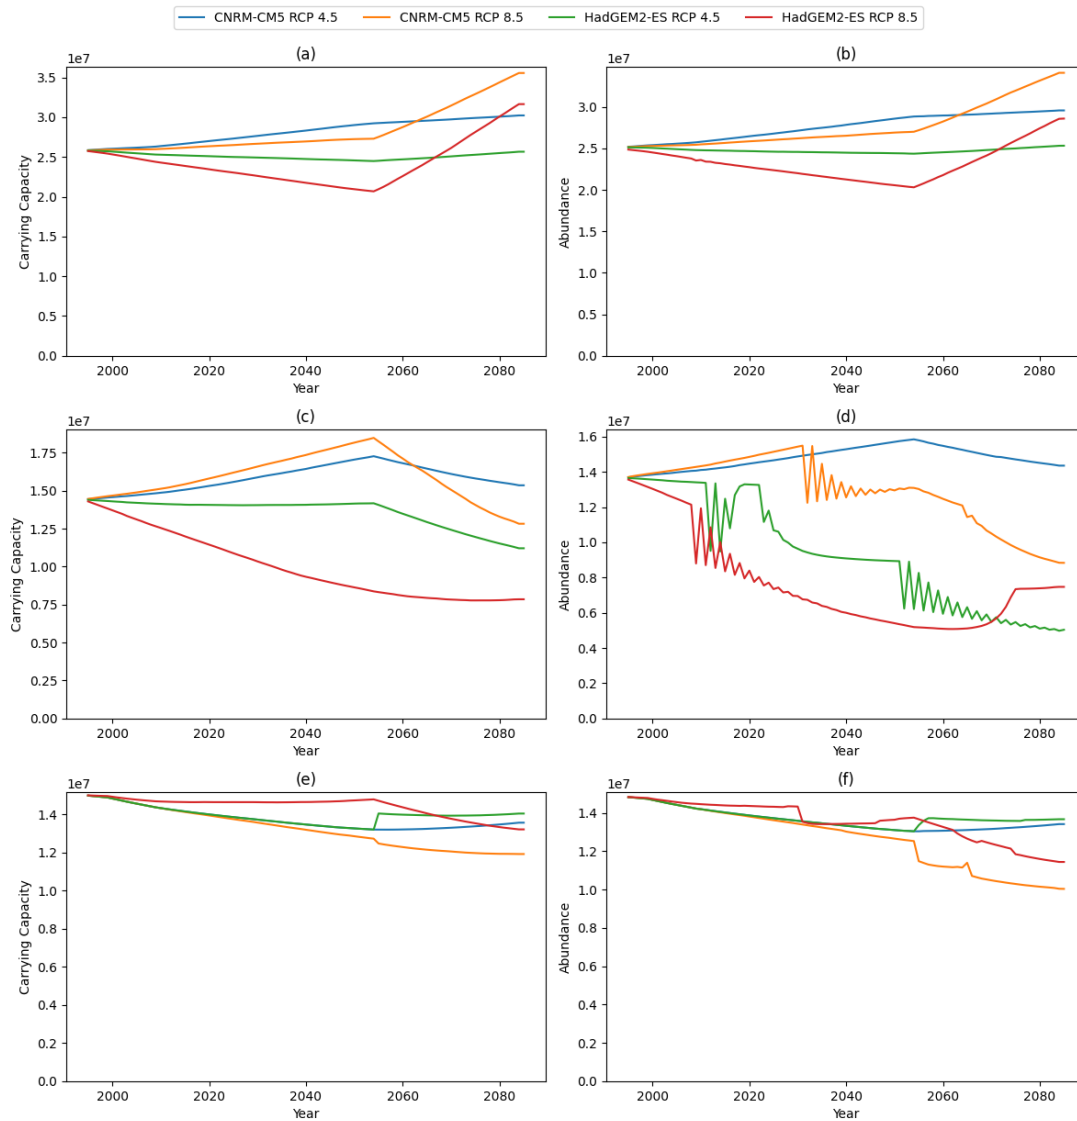 CNRM-CM5 RCP 4.5 CNRM-CM5 RCP 8.5 HadGEM2-ES RCP 4.5 HadGEM2-ES RCP 8.5
(a)
1e7
3.5
3.0
2.5
2.0
1.5
1.0
0.5
0.0
Carrying Capacity
2000 2020 2040 2060 2080
Year
(b)
1e7
3.0
2.5
2.0
1.5
1.0
0.5
0.0
Abundance
2000 2020 2040 2060 2080
Year
(c)
1e7
1.75
1.50
1.25
1.00
0.75
0.50
0.25
0.00
Carrying Capacity
2000 2020 2040 2060 2080
Year
(d)
1e7
1.6
1.4
1.2
1.0
0.8
0.6
0.4
0.2
0.0
Abundance
2000 2020 2040 2060 2080
Year
(e)
1e7
1.4
1.2
1.0
0.8
0.6
0.4
0.2
0.0
Carrying Capacity
2000 2020 2040 2060 2080
Year
(f)
1e7
1.4
1.2
1.0
0.8
0.6
0.4
0.2
0.0
Abundance
2000 2020 2040 2060 2080
Year